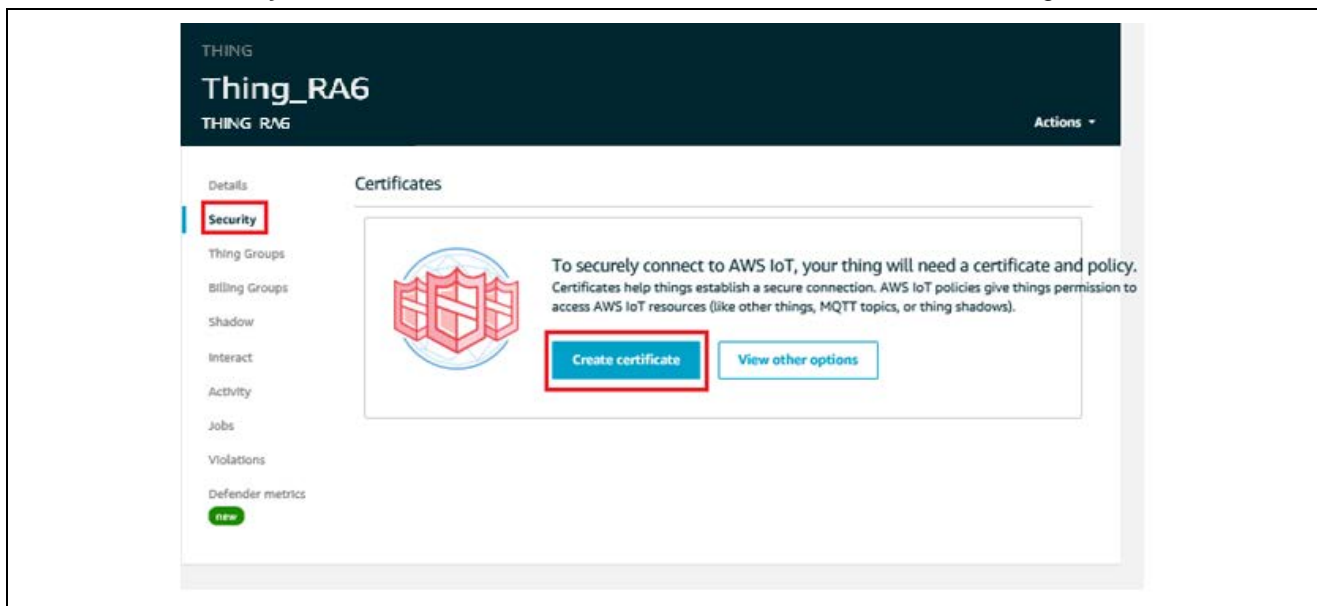 THING
Thing_RA6
THING RA6
Actions
Details
Security
Thing Groups
Billing Groups
Shadow
Interact
Activity
Jobs
Violations
Defender metrics
new
Certificates
To securely connect to AWS IoT, your thing will need a certificate and policy.
Certificates help things establish a secure connection. AWS IoT policies give things permission to
access AWS IoT resources (like other things, MQTT topics, or thing shadows).
Create certificate
View other options